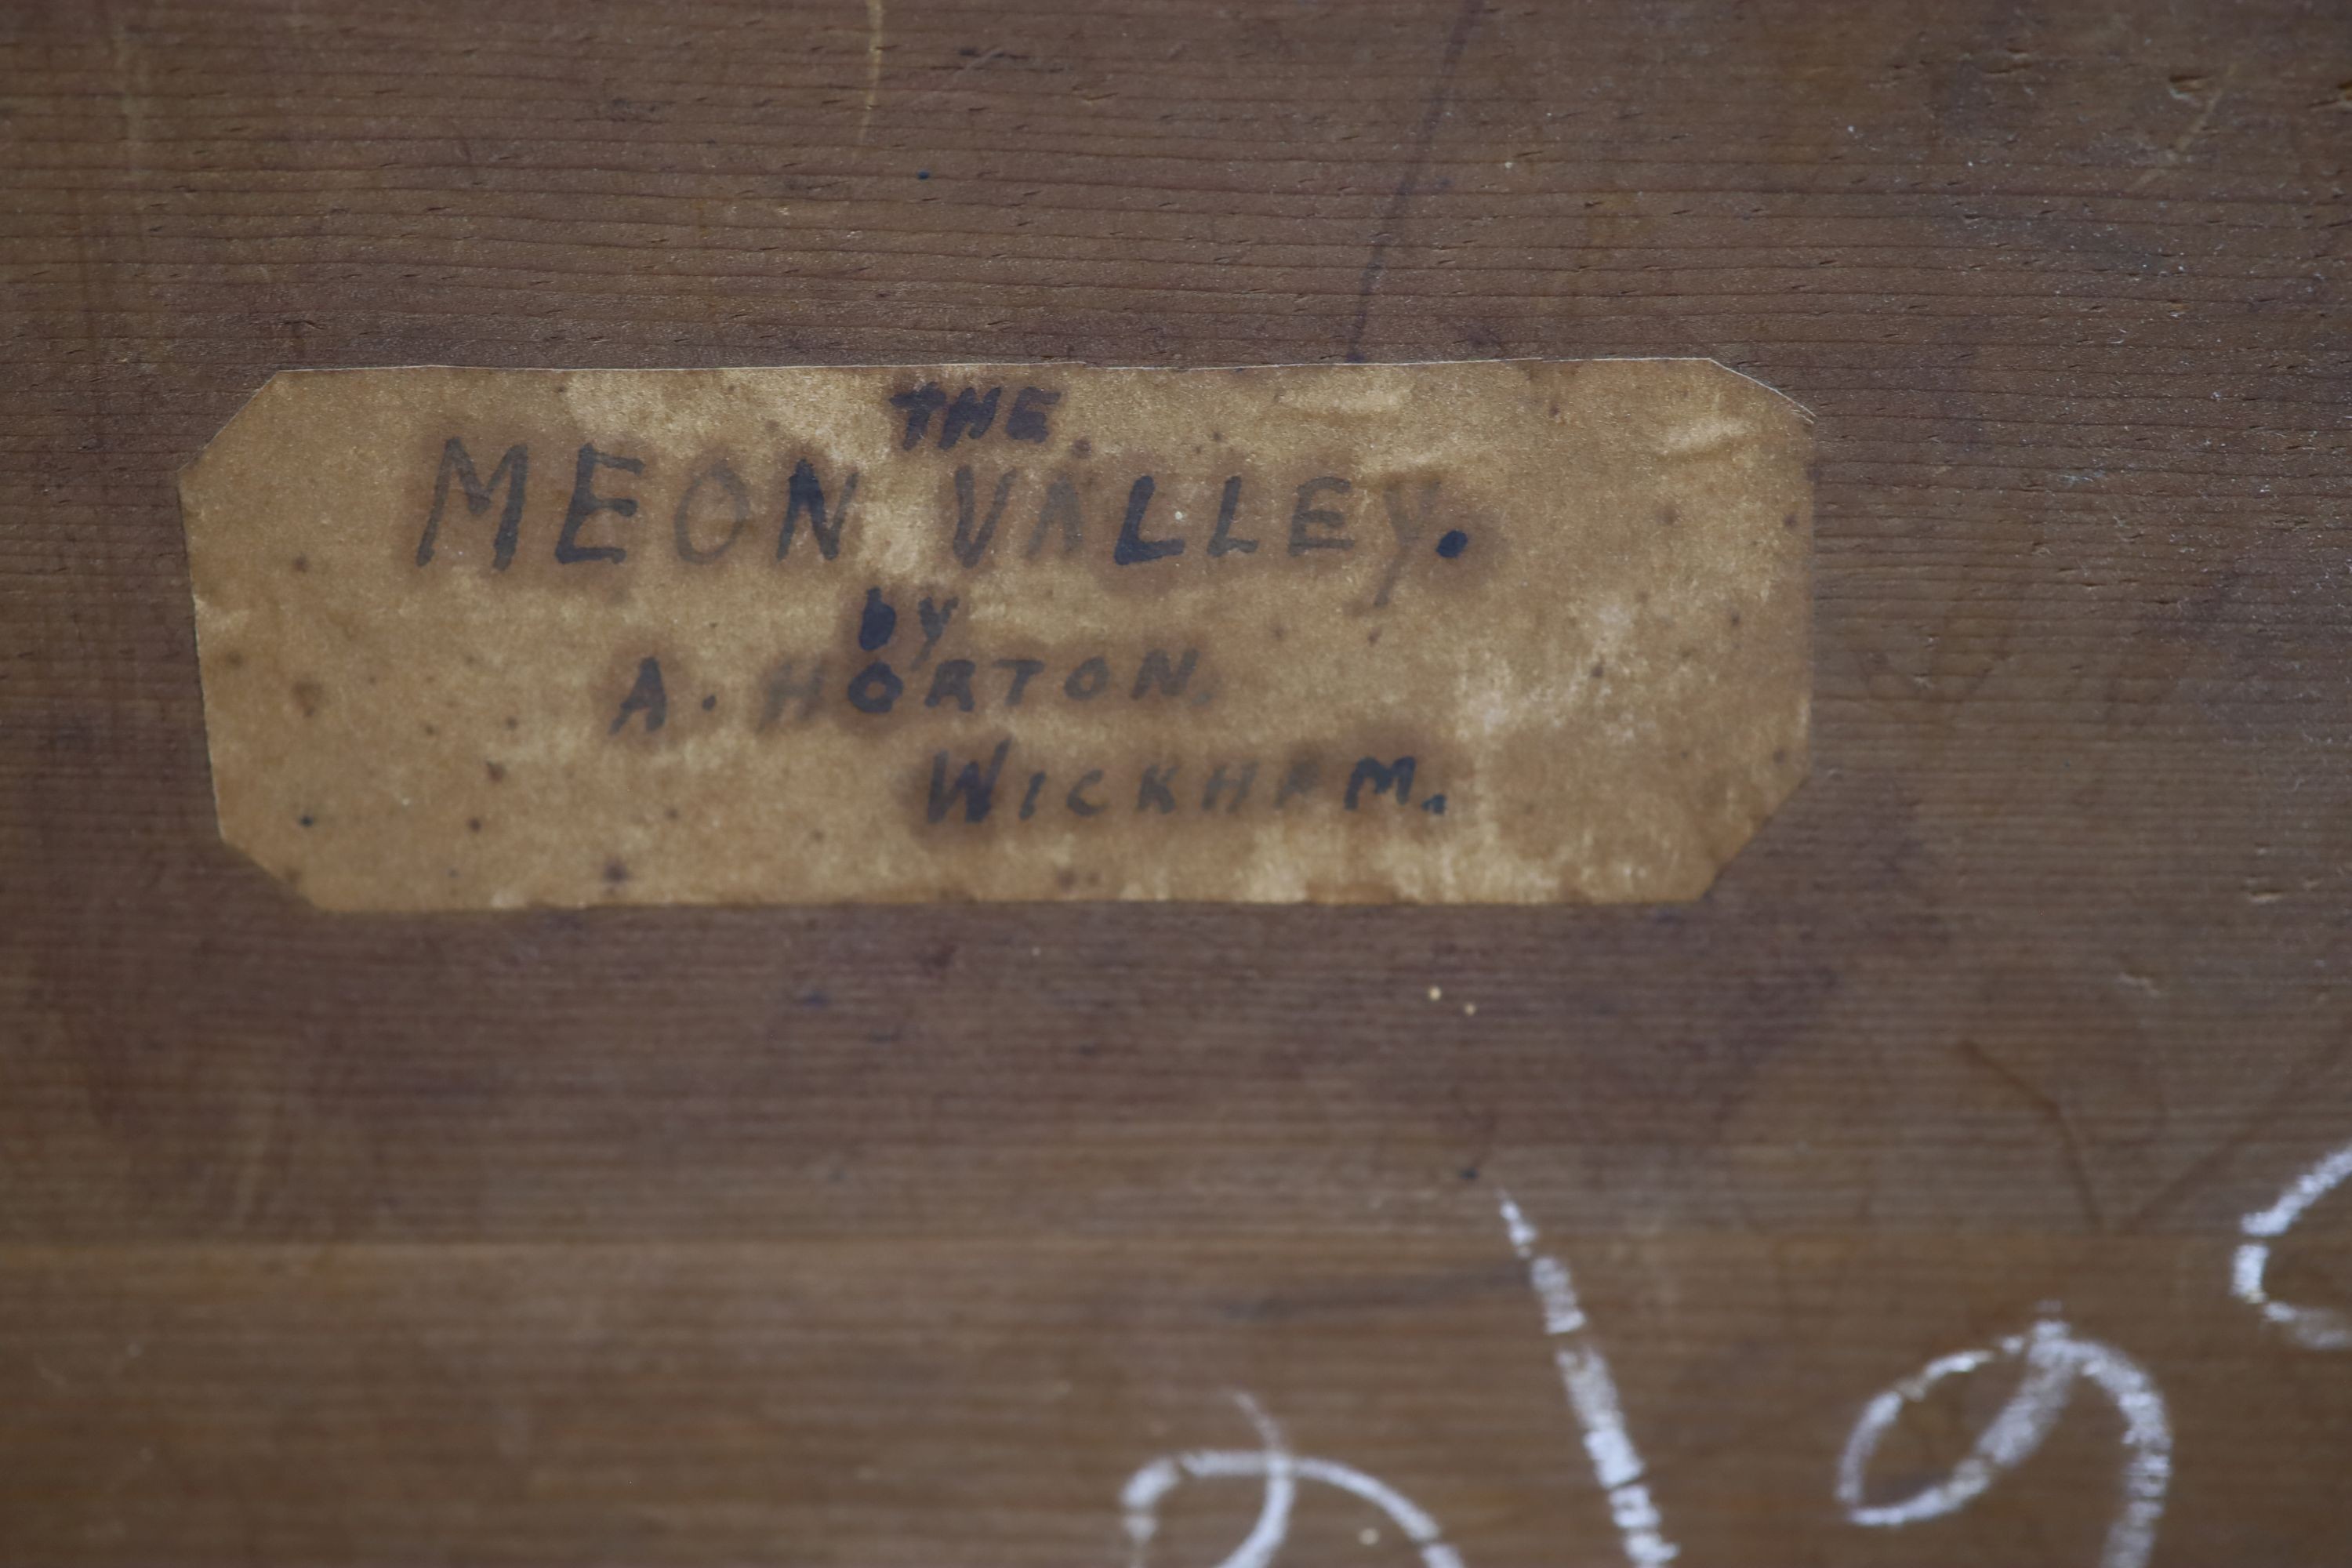 THE
MEON VALLEY.
by
A. HORTON.
WICKHAM.